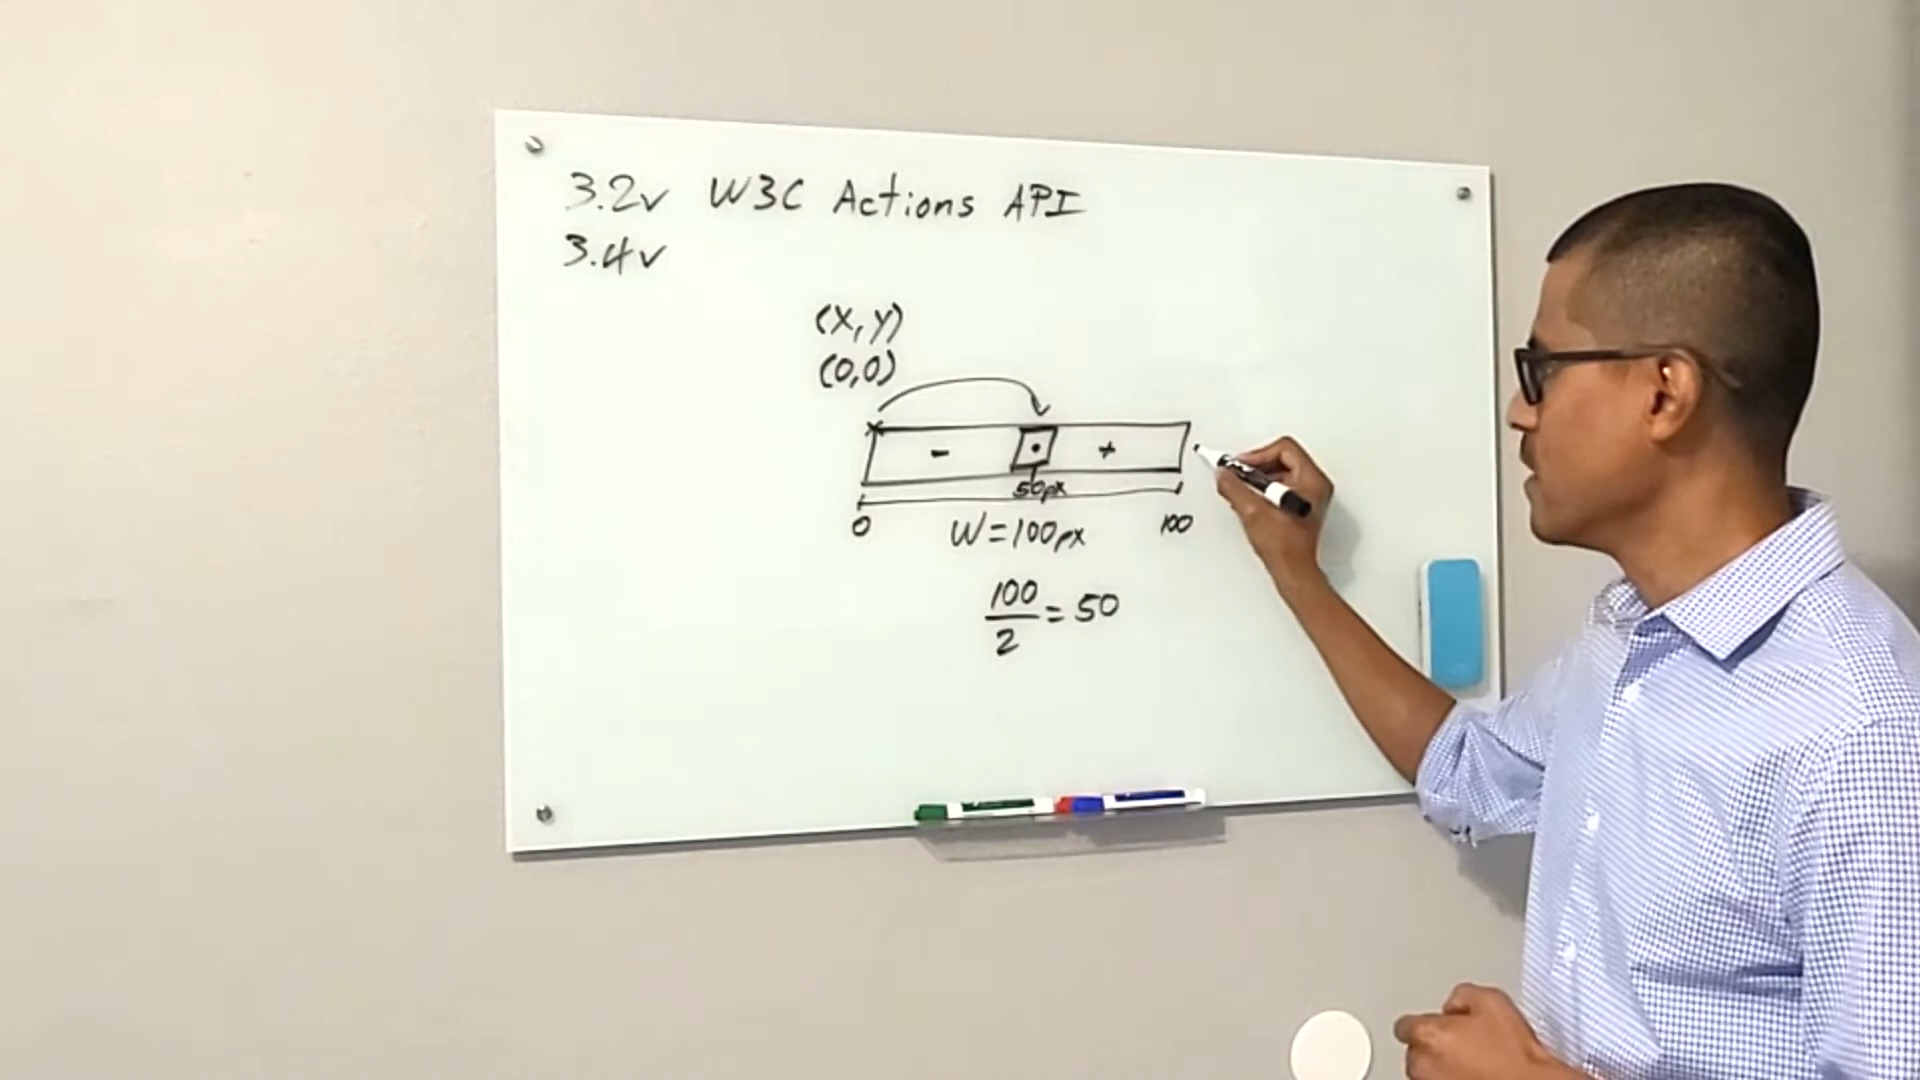 3.2v W3C Actions API
3.4v
(X,Y)
(0,0)
- +
50px
0 W=100px 100
100
2
=50